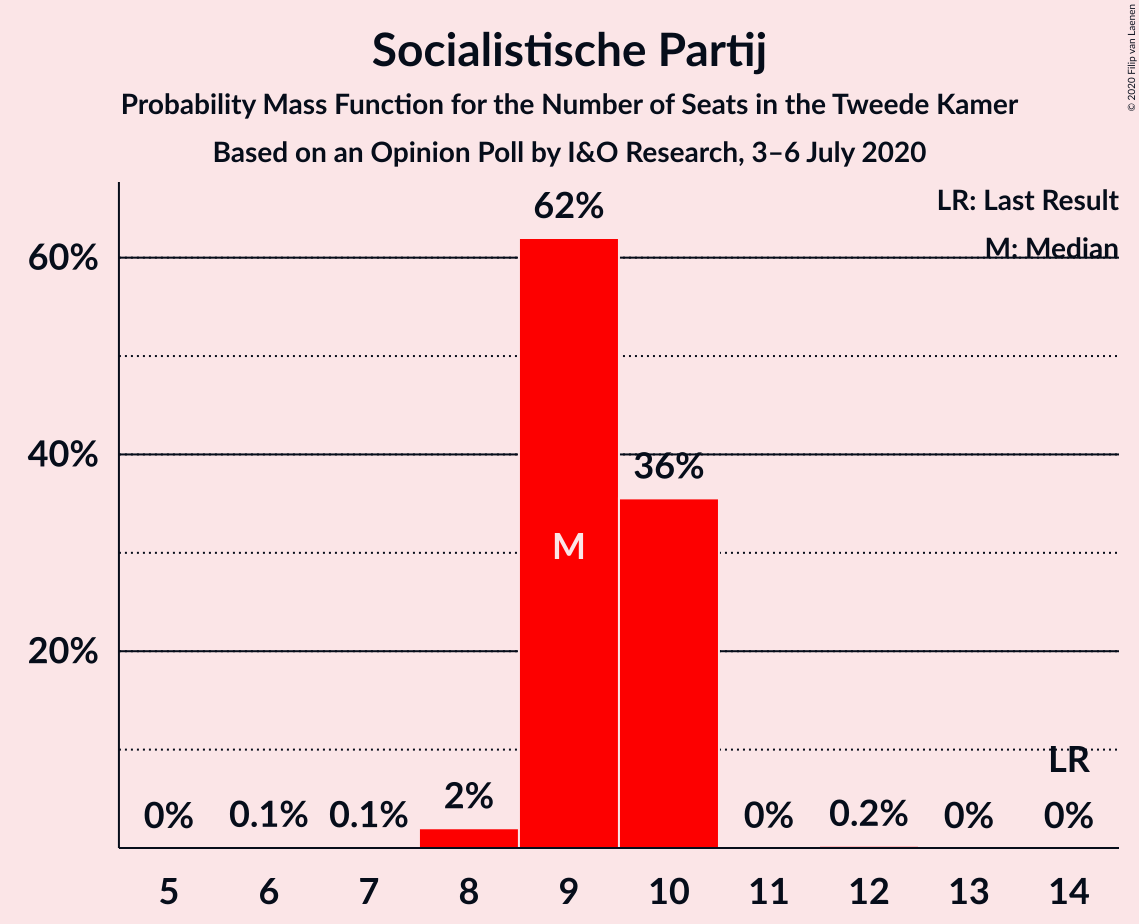 Socialistische Partij
Probability Mass Function for the Number of Seats in the Tweede Kamer
Based on an Opinion Poll by I&O Research, 3–6 July 2020
© 2020 Filip van Laenen
LR: Last Result
M: Median
60%
40%
20%
0%
0.1%
0.1%
2%
62%
M
36%
0%
0.2%
0%
LR
0%
5 6 7 8 9 10 11 12 13 14